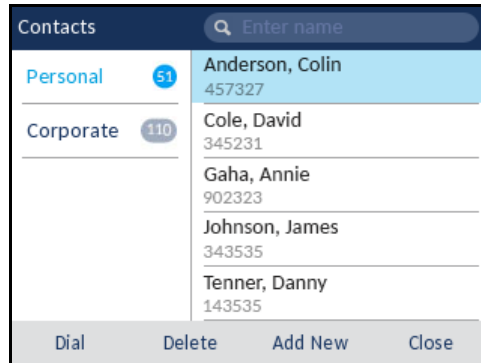 Contacts
Enter name
Personal 51
Corporate 110
Anderson, Colin
457327
Cole, David
345231
Gaha, Annie
902323
Johnson, James
343535
Tenner, Danny
143535
Dial Delete Add New Close